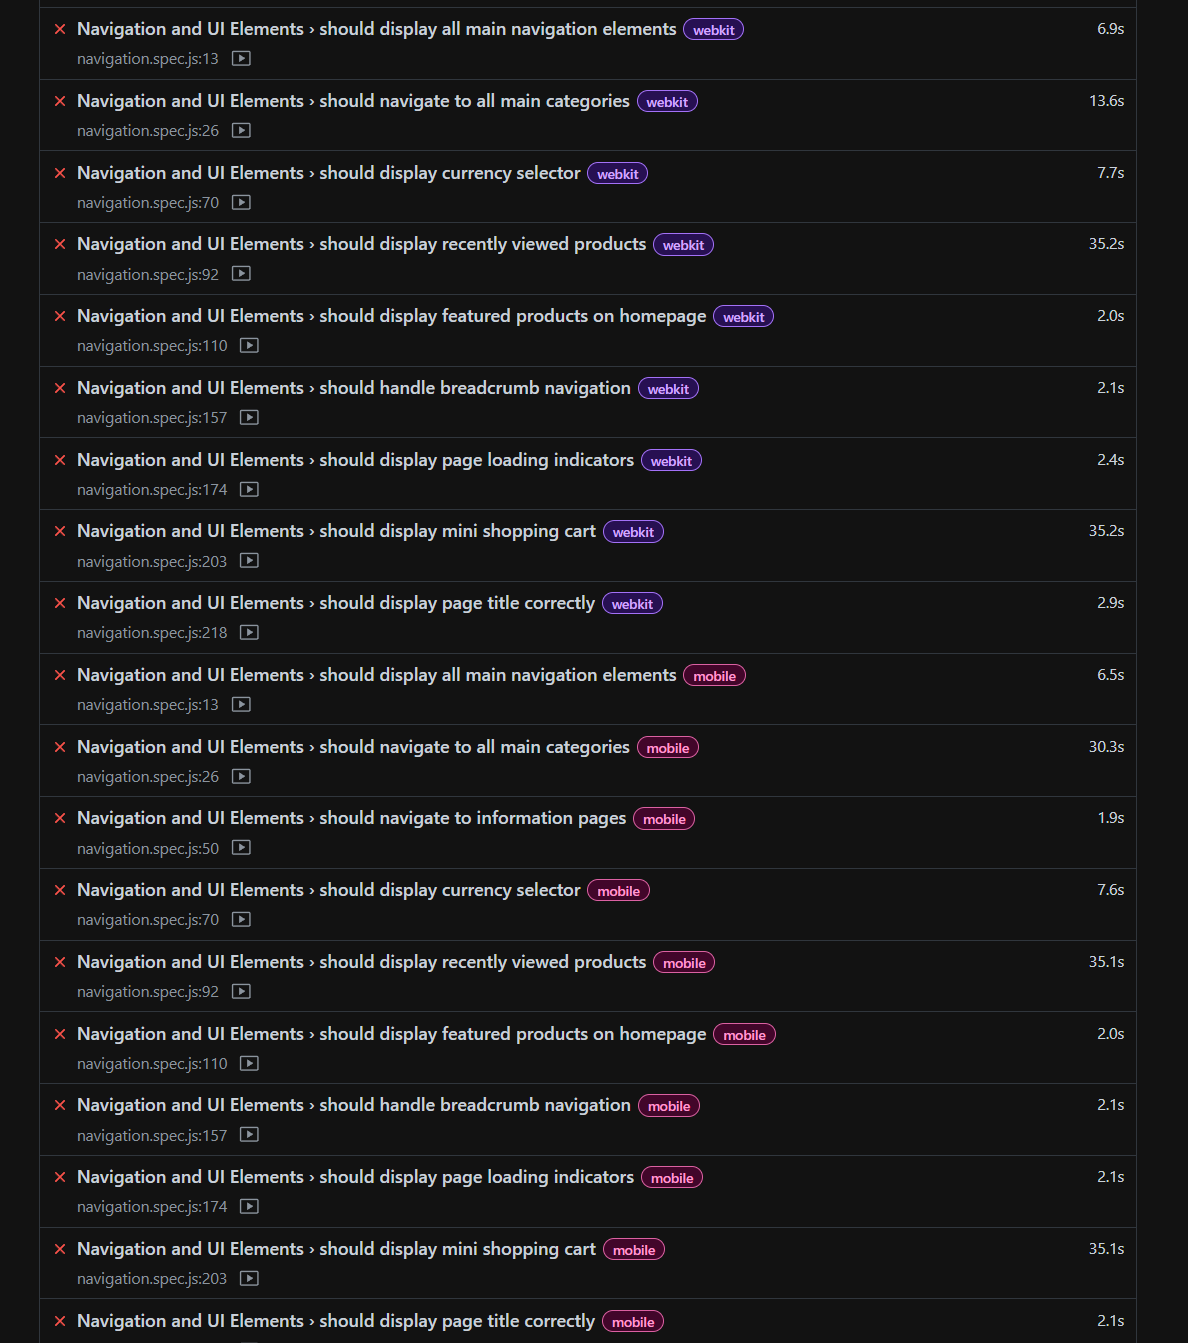 Navigation and UI Elements › should display all main navigation elements webkit 6.9s
navigation.spec.js:13
Navigation and UI Elements › should navigate to all main categories webkit 13.6s
navigation.spec.js:26
Navigation and UI Elements › should display currency selector webkit 7.7s
navigation.spec.js:70
Navigation and UI Elements › should display recently viewed products webkit 35.2s
navigation.spec.js:92
Navigation and UI Elements › should display featured products on homepage webkit 2.0s
navigation.spec.js:110
Navigation and UI Elements › should handle breadcrumb navigation webkit 2.1s
navigation.spec.js:157
Navigation and UI Elements › should display page loading indicators webkit 2.4s
navigation.spec.js:174
Navigation and UI Elements › should display mini shopping cart webkit 35.2s
navigation.spec.js:203
Navigation and UI Elements › should display page title correctly webkit 2.9s
navigation.spec.js:218
Navigation and UI Elements › should display all main navigation elements mobile 6.5s
navigation.spec.js:13
Navigation and UI Elements › should navigate to all main categories mobile 30.3s
navigation.spec.js:26
Navigation and UI Elements › should navigate to information pages mobile 1.9s
navigation.spec.js:50
Navigation and UI Elements › should display currency selector mobile 7.6s
navigation.spec.js:70
Navigation and UI Elements › should display recently viewed products mobile 35.1s
navigation.spec.js:92
Navigation and UI Elements › should display featured products on homepage mobile 2.0s
navigation.spec.js:110
Navigation and UI Elements › should handle breadcrumb navigation mobile 2.1s
navigation.spec.js:157
Navigation and UI Elements › should display page loading indicators mobile 2.1s
navigation.spec.js:174
Navigation and UI Elements › should display mini shopping cart mobile 35.1s
navigation.spec.js:203
Navigation and UI Elements › should display page title correctly mobile 2.1s